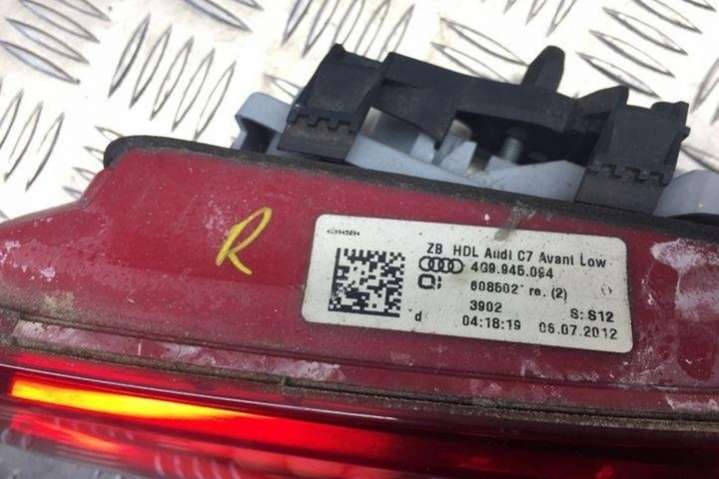 R
ZB HDL Audi C7 Avant Low
4G9.945.094
608502 re. (2)
3902 S: S12
d 04:18:19 05.07.2012